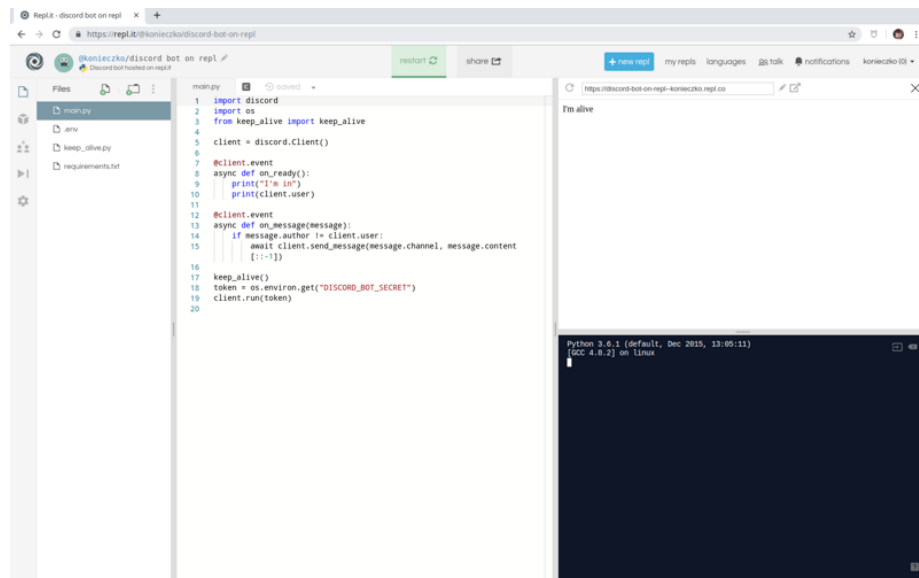 Repl.it - discord bot on repl
https://repl.it/@konieczko/discord-bot-on-repl
@konieczko/discord bot on repl
Discord bot hosted on repl.it
restart
share
+ new repl
my repls
languages
talk
notifications
konieczko (0)
Files
main.py
.env
keep_alive.py
requirements.txt
main.py
saved
1 import discord
2 import os
3 from keep_alive import keep_alive
4
5 client = discord.Client()
6
7 @client.event
8 async def on_ready():
9 print("I'm in")
10 print(client.user)
11
12 @client.event
13 async def on_message(message):
14 if message.author != client.user:
15 await client.send_message(message.channel, message.content
[::-1])
16
17 keep_alive()
18 token = os.environ.get("DISCORD_BOT_SECRET")
19 client.run(token)
20
https://discord-bot-on-repl--konieczko.repl.co
I'm alive
Python 3.6.1 (default, Dec 2015, 13:05:11)
[GCC 4.8.2] on linux